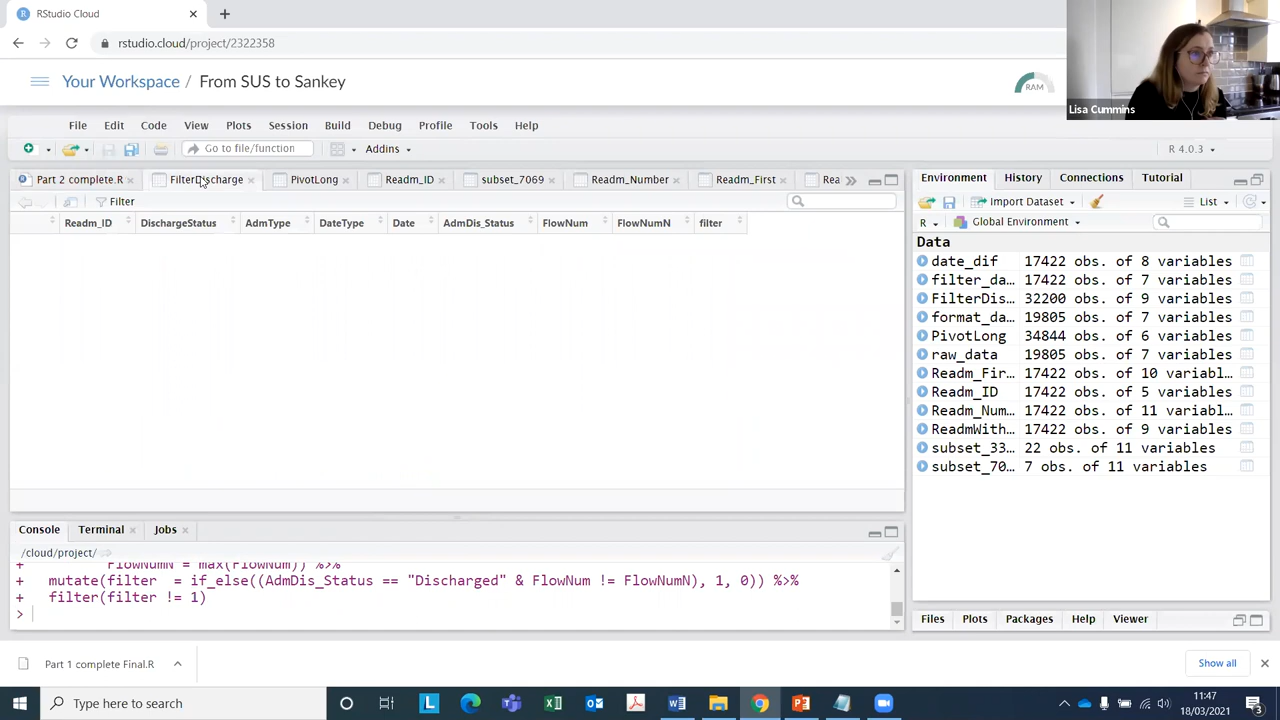 RStudio Cloud
rstudio.cloud/project/2322358
Your Workspace / From SUS to Sankey
RAM
Lisa Cummins
File Edit Code View Plots Session Build Debug Profile Tools Help
Go to file/function
Addins
R 4.0.3
Part 2 complete.R
FilterDischarge
PivotLong
Readm_ID
subset_7069
Readm_Number
Readm_First
Rea
Filter
Readm_ID DischargeStatus AdmType DateType Date AdmDis_Status FlowNum FlowNumN filter
Environment History Connections Tutorial
Import Dataset
List
R Global Environment
Data
date_dif 17422 obs. of 8 variables
filter_da… 17422 obs. of 7 variables
FilterDis… 32200 obs. of 9 variables
format_da… 19805 obs. of 7 variables
PivotLong 34844 obs. of 6 variables
raw_data 19805 obs. of 7 variables
Readm_Fir… 17422 obs. of 10 variabl…
Readm_ID 17422 obs. of 5 variables
Readm_Num… 17422 obs. of 11 variabl…
ReadmWith… 17422 obs. of 9 variables
subset_33… 22 obs. of 11 variables
subset_70… 7 obs. of 11 variables
Console Terminal Jobs
/cloud/project/
+ FlowNumN = max(FlowNum)) %>%
+ mutate(filter = if_else((AdmDis_Status == "Discharged" & FlowNum != FlowNumN), 1, 0)) %>%
+ filter(filter != 1)
>
Files Plots Packages Help Viewer
Part 1 complete Final.R
Show all
Type here to search
11:47
18/03/2021
3